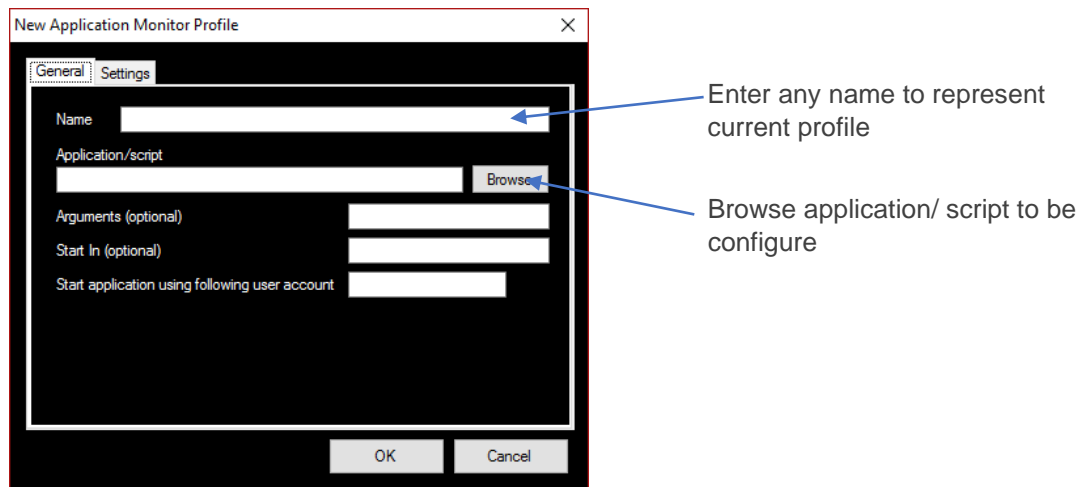 New Application Monitor Profile
General Settings
Name
Enter any name to represent
current profile
Application/script
Browse
Browse application/ script to be
configure
Arguments (optional)
Start In (optional)
Start application using following user account
OK Cancel